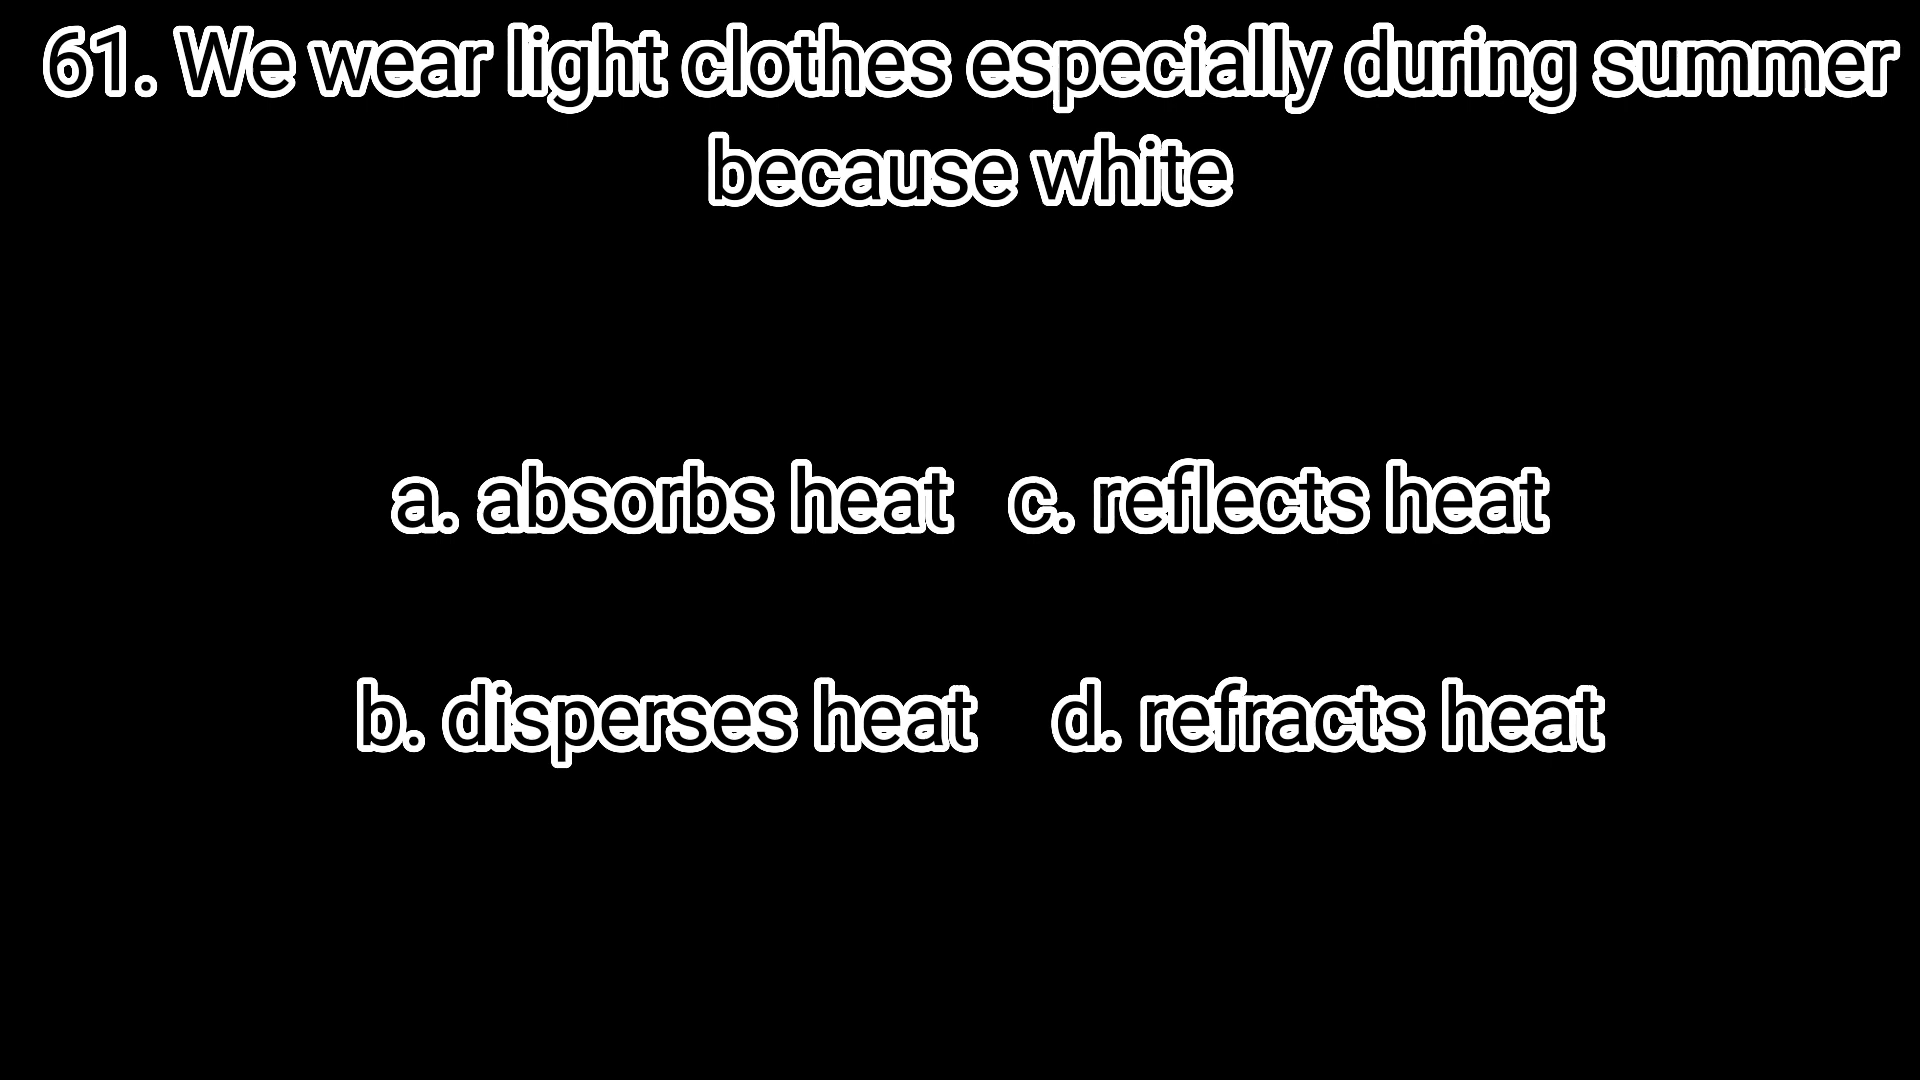 61. We wear light clothes especially during summer
because white
a. absorbs heat c. reflects heat
b. disperses heat d. refracts heat